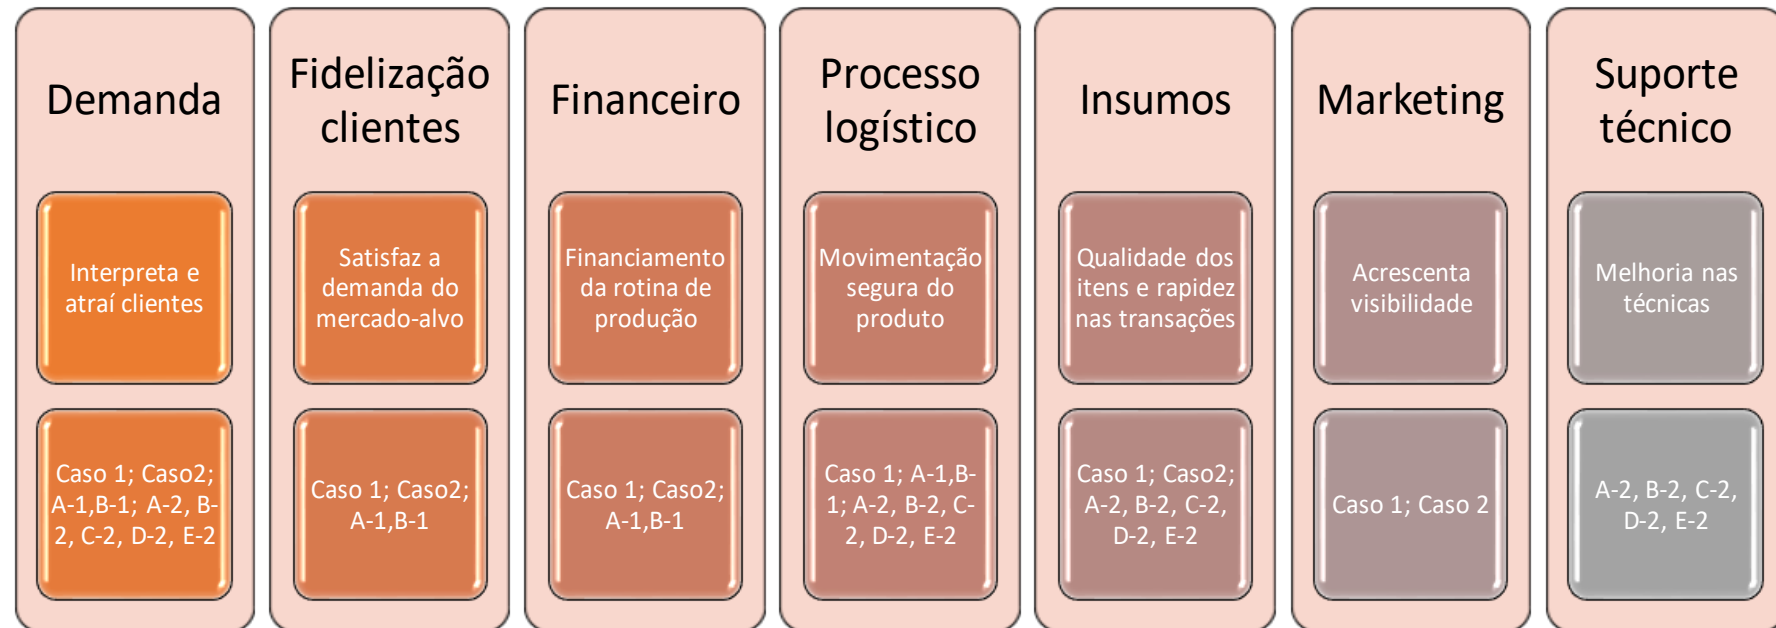 Demanda
Interpreta e
atraí clientes
Caso 1; Caso2;
A-1,B-1; A-2, B-
2, C-2, D-2, E-2
Fidelização
clientes
Satisfaz a
demanda do
mercado-alvo
Caso 1; Caso2;
A-1,B-1
Financeiro
Financiamento
da rotina de
produção
Caso 1; Caso2;
A-1,B-1
Processo
logístico
Movimentação
segura do
produto
Caso 1; A-1,B-
1; A-2, B-2, C-
2, D-2, E-2
Insumos
Qualidade dos
itens e rapidez
nas transações
Caso 1; Caso2;
A-2, B-2, C-2,
D-2, E-2
Marketing
Acrescenta
visibilidade
Caso 1; Caso 2
Suporte
técnico
Melhoria nas
técnicas
A-2, B-2, C-2,
D-2, E-2